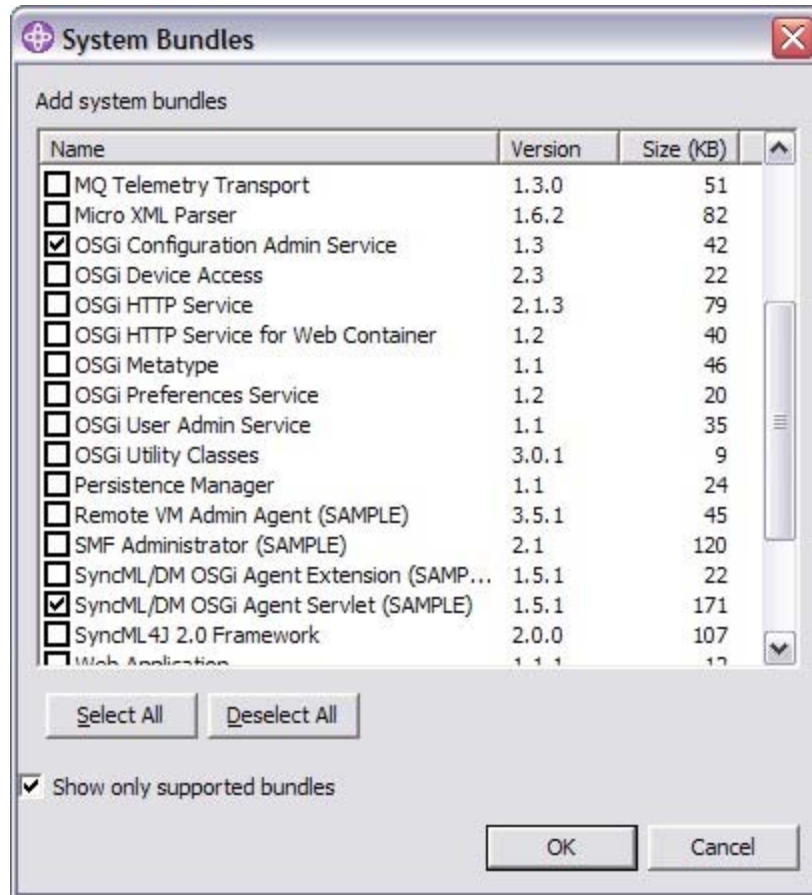 System Bundles
Add system bundles
Name Version Size (KB)
MQ Telemetry Transport 1.3.0 51
Micro XML Parser 1.6.2 82
OSGi Configuration Admin Service 1.3 42
OSGi Device Access 2.3 22
OSGi HTTP Service 2.1.3 79
OSGi HTTP Service for Web Container 1.2 40
OSGi Metatype 1.1 46
OSGi Preferences Service 1.2 20
OSGi User Admin Service 1.1 35
OSGi Utility Classes 3.0.1 9
Persistence Manager 1.1 24
Remote VM Admin Agent (SAMPLE) 3.5.1 45
SMF Administrator (SAMPLE) 2.1 120
SyncML/DM OSGi Agent Extension (SAMP... 1.5.1 22
SyncML/DM OSGi Agent Servlet (SAMPLE) 1.5.1 171
SyncML4J 2.0 Framework 2.0.0 107
Web Application 1.1.1
Select All Deselect All
Show only supported bundles
OK Cancel